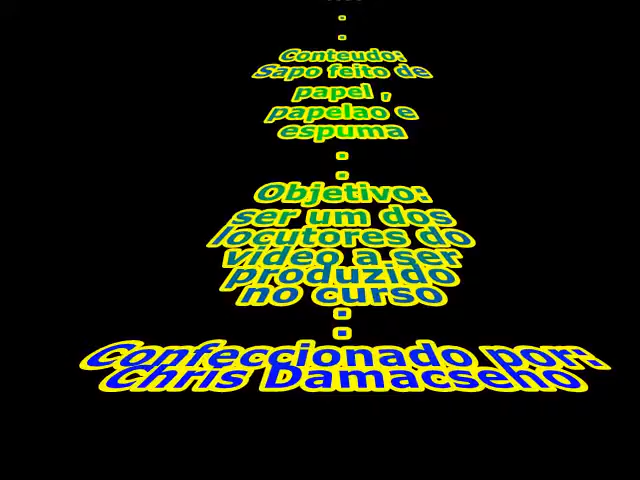 :
Conteudo:
Sapo feito de
papel ,
papelao e
espuma
:
Objetivo:
ser um dos
locutores do
video a ser
produzido
no curso
:
Confeccionado por:
Chris Damacseno